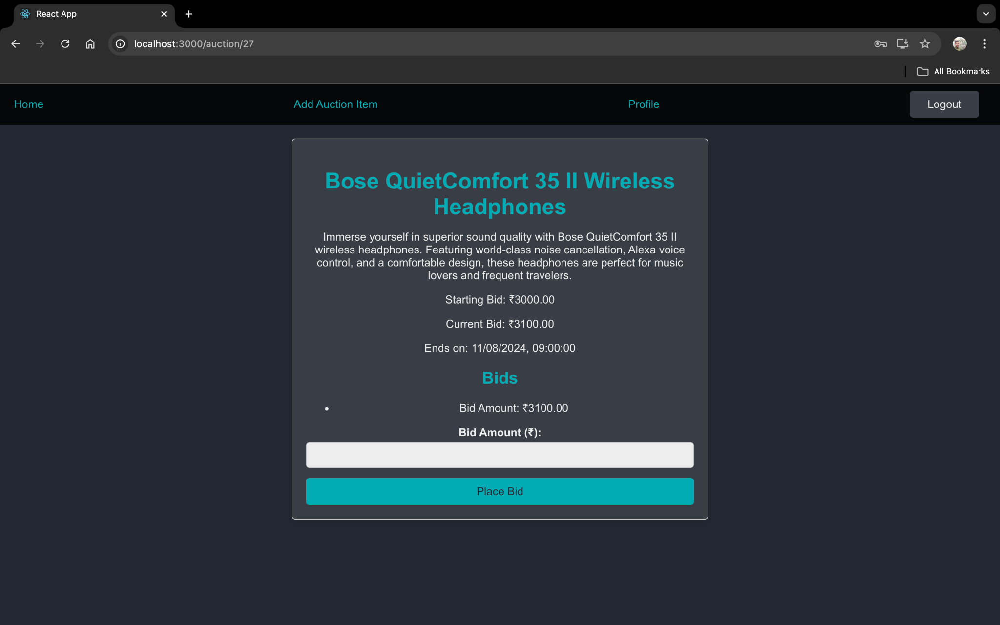 React App
localhost:3000/auction/27
All Bookmarks
Home
Add Auction Item
Profile
Logout
Bose QuietComfort 35 II Wireless
Headphones
Immerse yourself in superior sound quality with Bose QuietComfort 35 II
wireless headphones. Featuring world-class noise cancellation, Alexa voice
control, and a comfortable design, these headphones are perfect for music
lovers and frequent travelers.
Starting Bid: ₹3000.00
Current Bid: ₹3100.00
Ends on: 11/08/2024, 09:00:00
Bids
• Bid Amount: ₹3100.00
Bid Amount (₹):
Place Bid